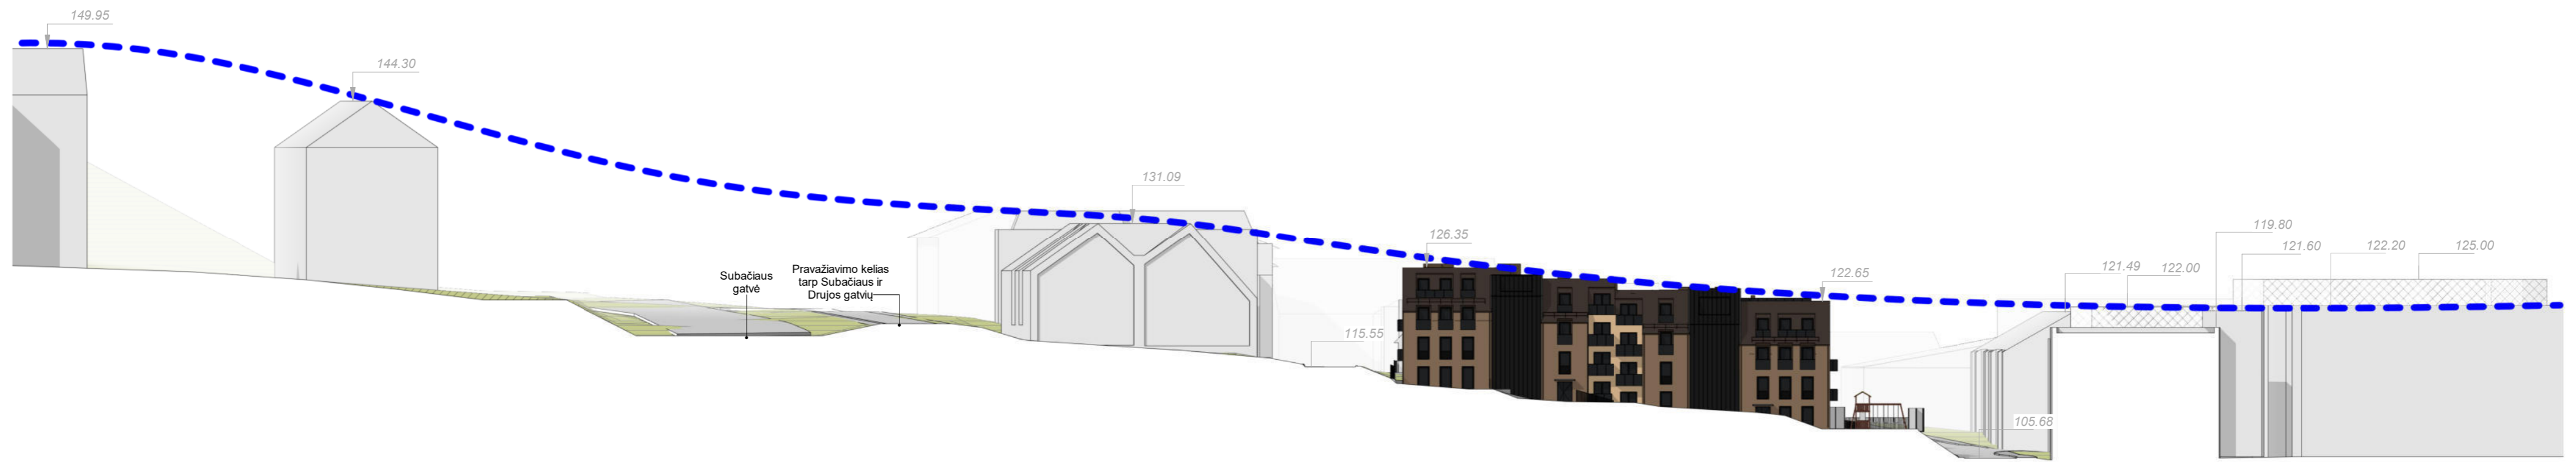 149.95
144.30
131.09
126.35
122.65
119.80
121.60
122.20
125.00
121.49
122.00
Subačiaus
gatvė
Pravažiavimo kelias
tarp Subačiaus ir
Drujos gatvių
115.55
105.68